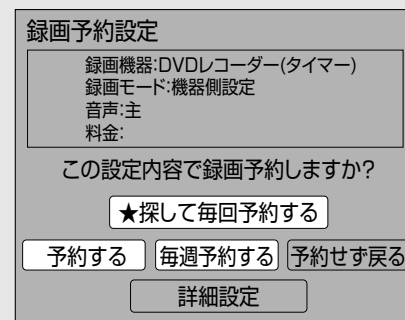 録画予約設定
録画機器:DVDレコーダー(タイマー)
録画モード:機器側設定
音声:主
料金:
この設定内容で録画予約しますか?
★探して毎回予約する
予約する 毎週予約する 予約せず戻る
詳細設定